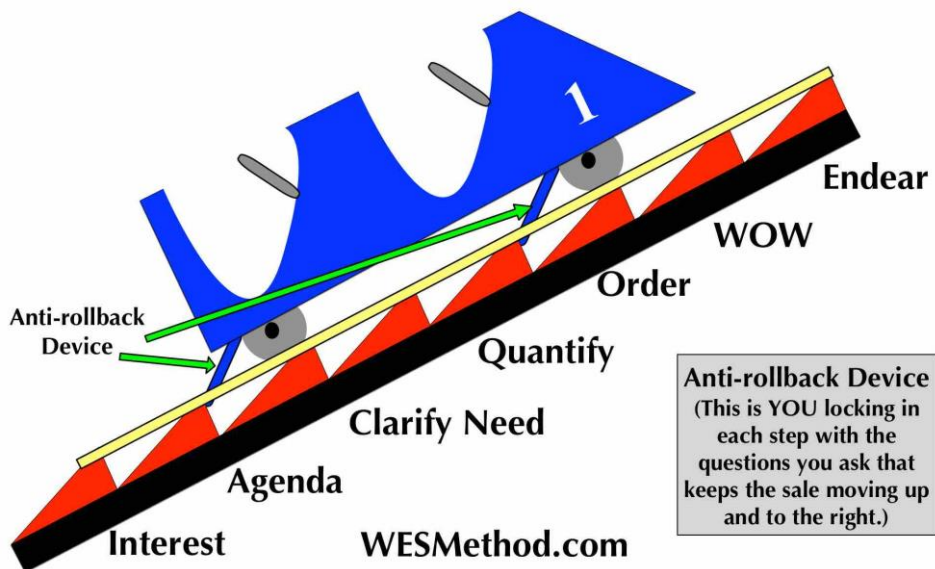 1
Endear
WOW
Order
Anti-rollback
Device
Quantify
Clarify Need
Agenda
Interest
WESMethod.com
Anti-rollback Device
(This is YOU locking in
each step with the
questions you ask that
keeps the sale moving up
and to the right.)